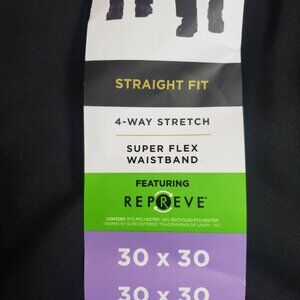 STRAIGHT FIT
4-WAY STRETCH
SUPER FLEX
WAISTBAND
FEATURING
REPREVE
CONTENT: 67% POLYESTER, 33% RECYCLED POLYESTER
"REPREVE" IS REGISTERED TRADEMARKS OF UNIFI, INC.
30 x 30
30 x 30